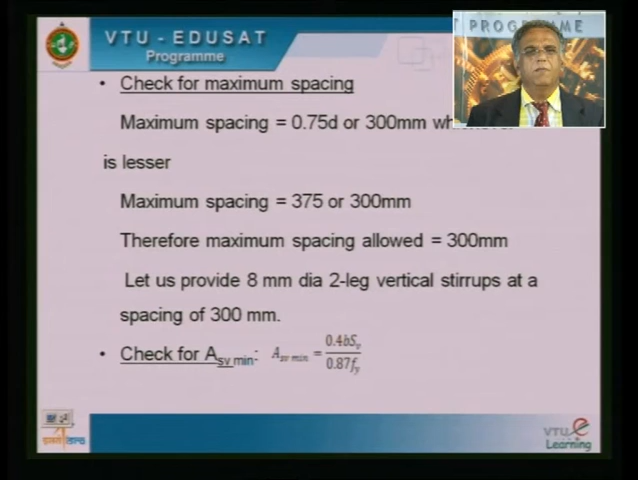 VTU - EDUSAT
Programme
T PROGRAMME
• Check for maximum spacing
Maximum spacing = 0.75d or 300mm
is lesser
Maximum spacing = 375 or 300mm
Therefore maximum spacing allowed = 300mm
Let us provide 8 mm dia 2-leg vertical stirrups at a
spacing of 300 mm.
• Check for Asv min: Asv min = 0.4bSv / 0.87fy
VTU e
Learning